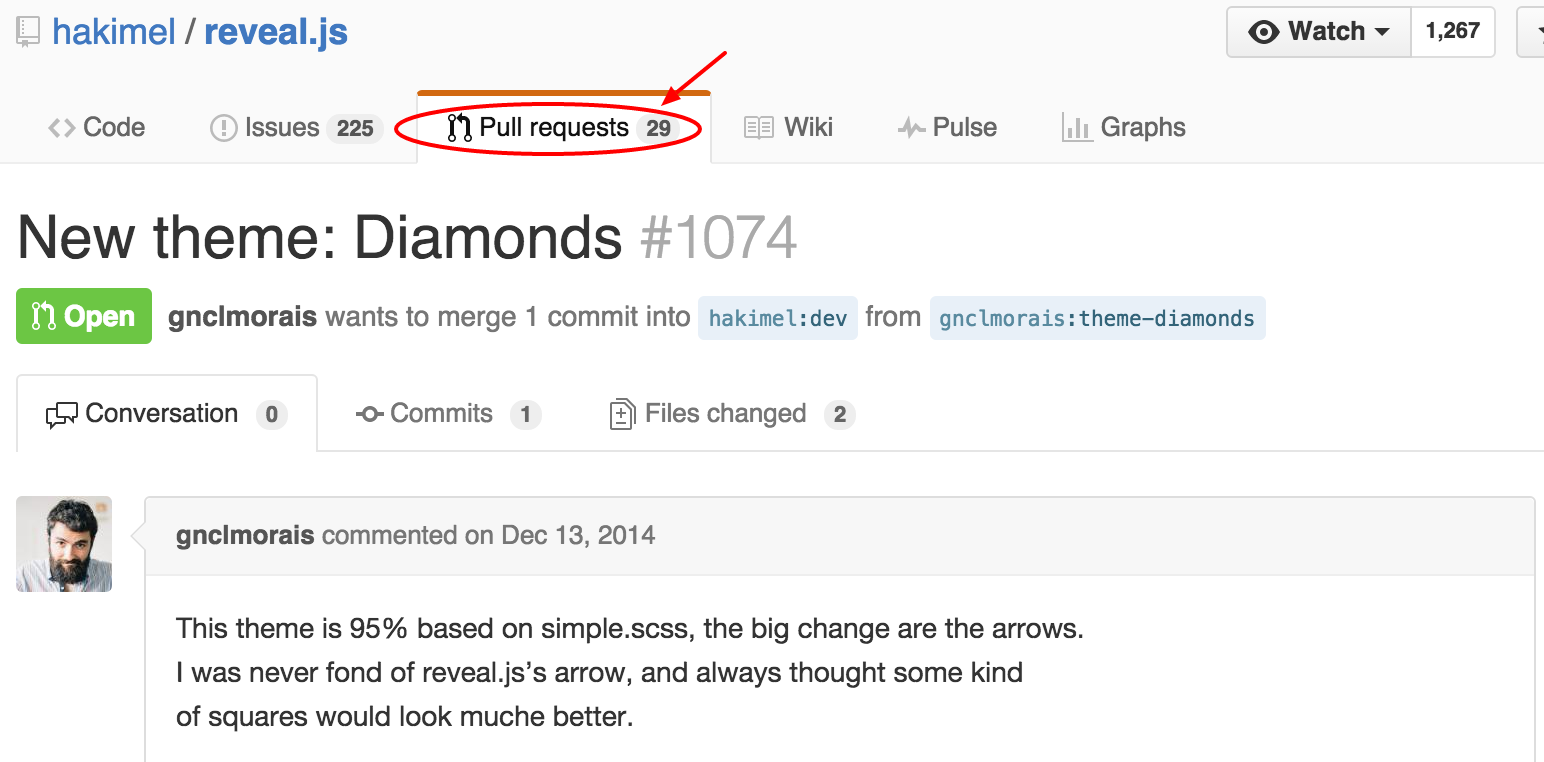 hakimel / reveal.js
Watch 1,267
Code Issues 225 Pull requests 29 Wiki Pulse Graphs
New theme: Diamonds #1074
Open gnclmorais wants to merge 1 commit into hakimel:dev from gnclmorais:theme-diamonds
Conversation 0 Commits 1 Files changed 2
gnclmorais commented on Dec 13, 2014
This theme is 95% based on simple.scss, the big change are the arrows.
I was never fond of reveal.js’s arrow, and always thought some kind
of squares would look muche better.